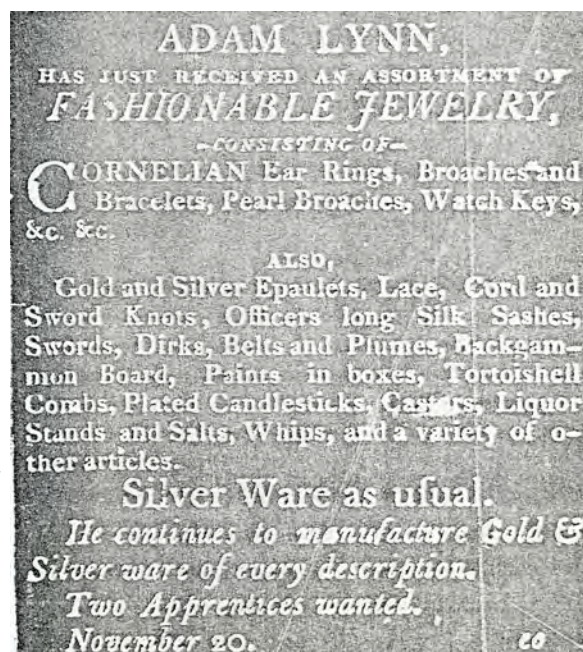 ADAM LYNN,
HAS JUST RECEIVED AN ASSORTMENT OF
FASHIONABLE JEWELRY,
—CONSISTING OF—
CORNELIAN Ear Rings, Broaches and
Bracelets, Pearl Broaches, Watch Keys,
&c. &c.
ALSO,
Gold and Silver Epaulets, Lace, Cord and
Sword Knots, Officers long Silk Sashes,
Swords, Dirks, Belts and Plumes, Backgam—
mon Board, Paints in boxes, Tortoishell
Combs, Plated Candlesticks, Castors, Liquor
Stands and Salts, Whips, and a variety of o—
ther articles.
Silver Ware as uſual.
He continues to manufacture Gold &
Silver ware of every description.
Two Apprentices wanted.
November 20. eo